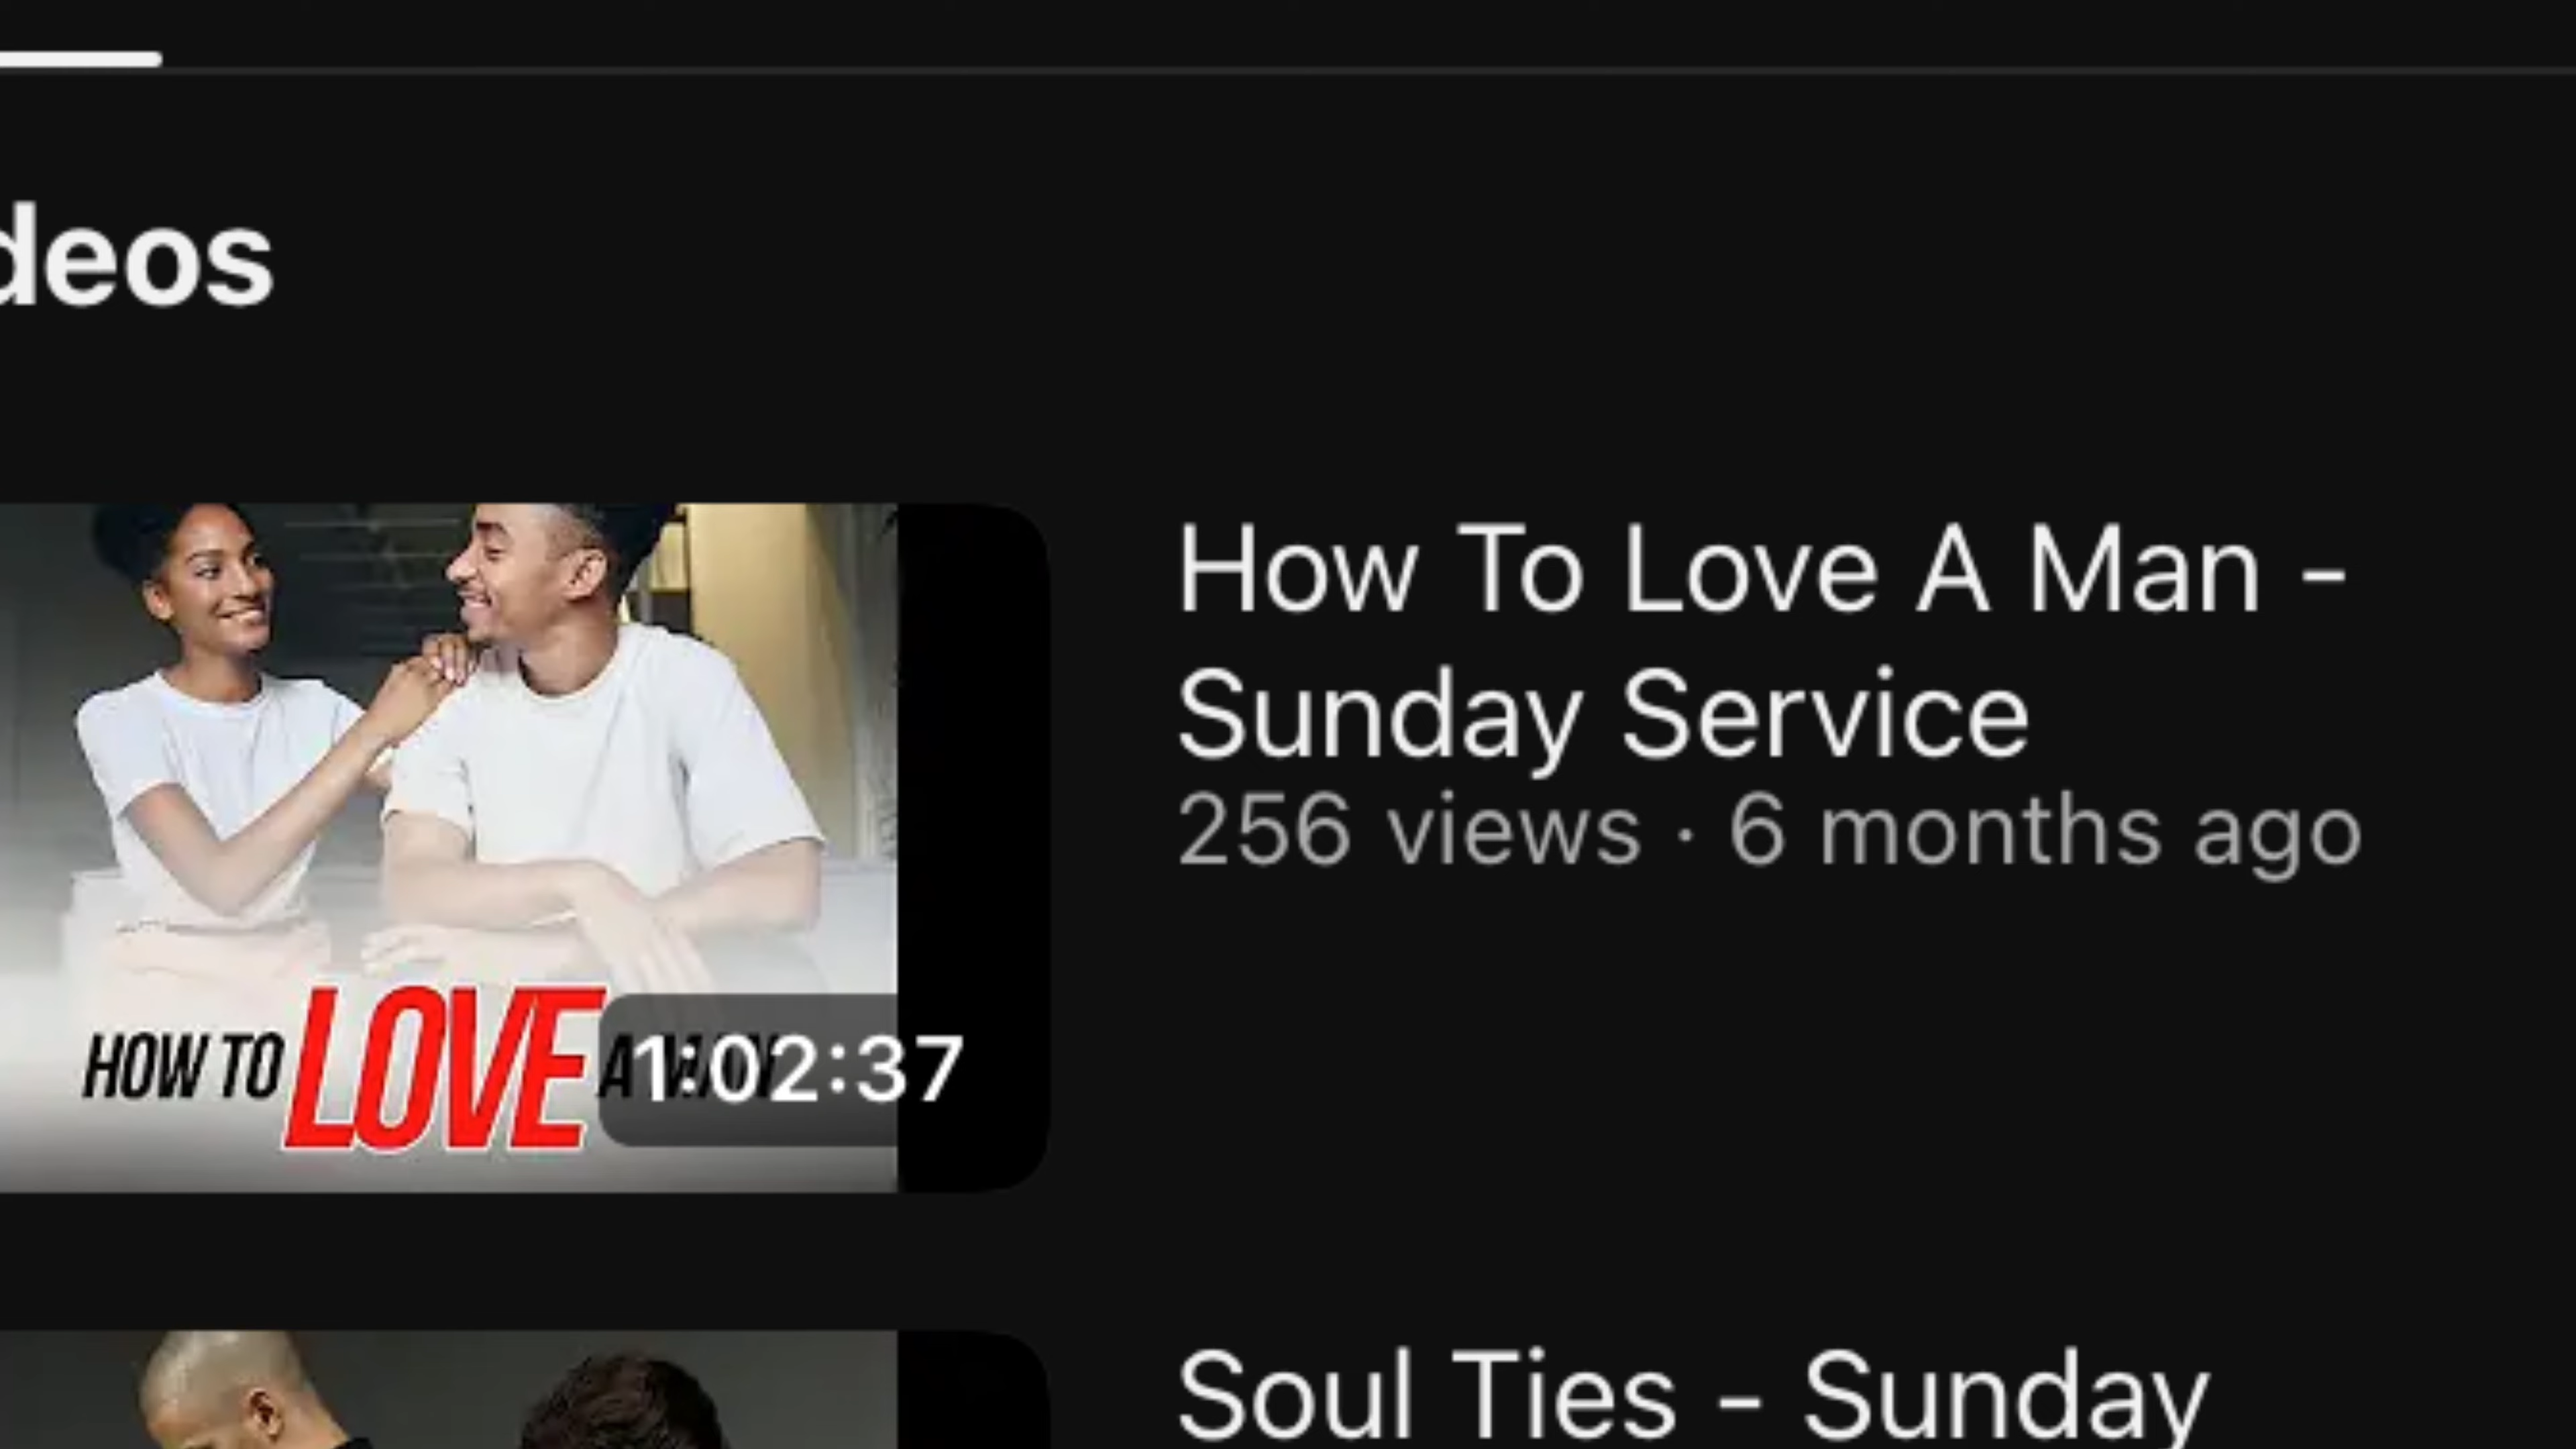 deos
How To Love A Man -
Sunday Service
256 views · 6 months ago
HOW TO LOVE A MAN
1:02:37
Soul Ties - Sunday